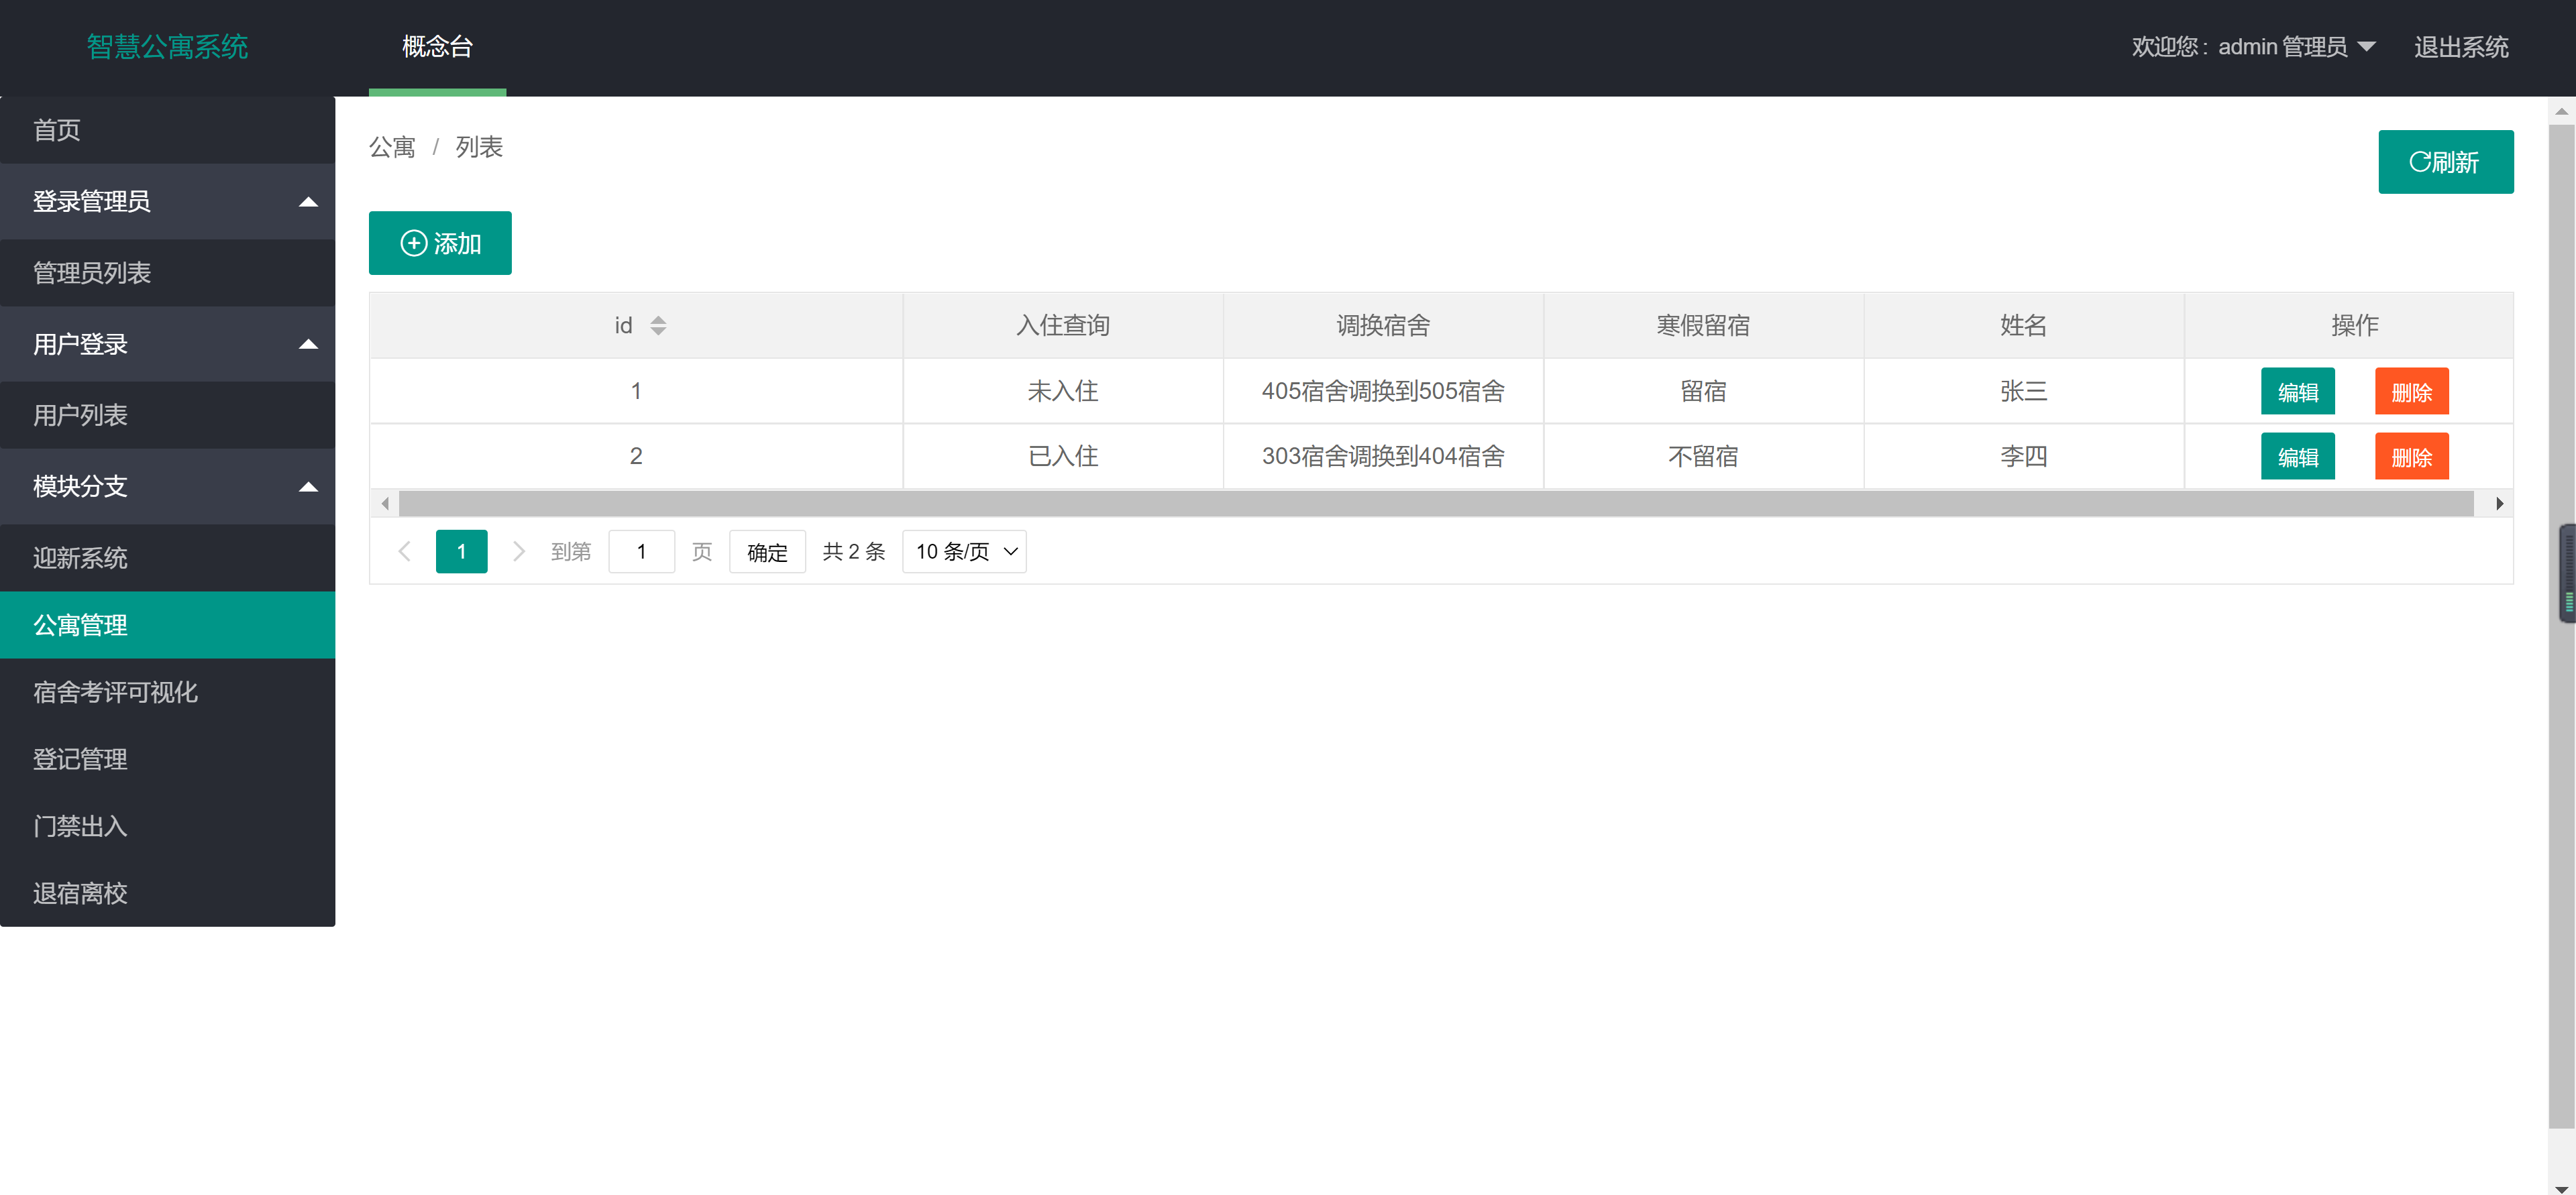 智慧公寓系统
概念台
欢迎您 : admin 管理员
退出系统
首页
登录管理员
管理员列表
用户登录
用户列表
模块分支
迎新系统
公寓管理
宿舍考评可视化
登记管理
门禁出入
退宿离校
公寓 / 列表
刷新
添加
id 入住查询 调换宿舍 寒假留宿 姓名 操作
1 未入住 405宿舍调换到505宿舍 留宿 张三 编辑 删除
2 已入住 303宿舍调换到404宿舍 不留宿 李四 编辑 删除
1 到第 1 页 确定 共 2 条 10 条/页